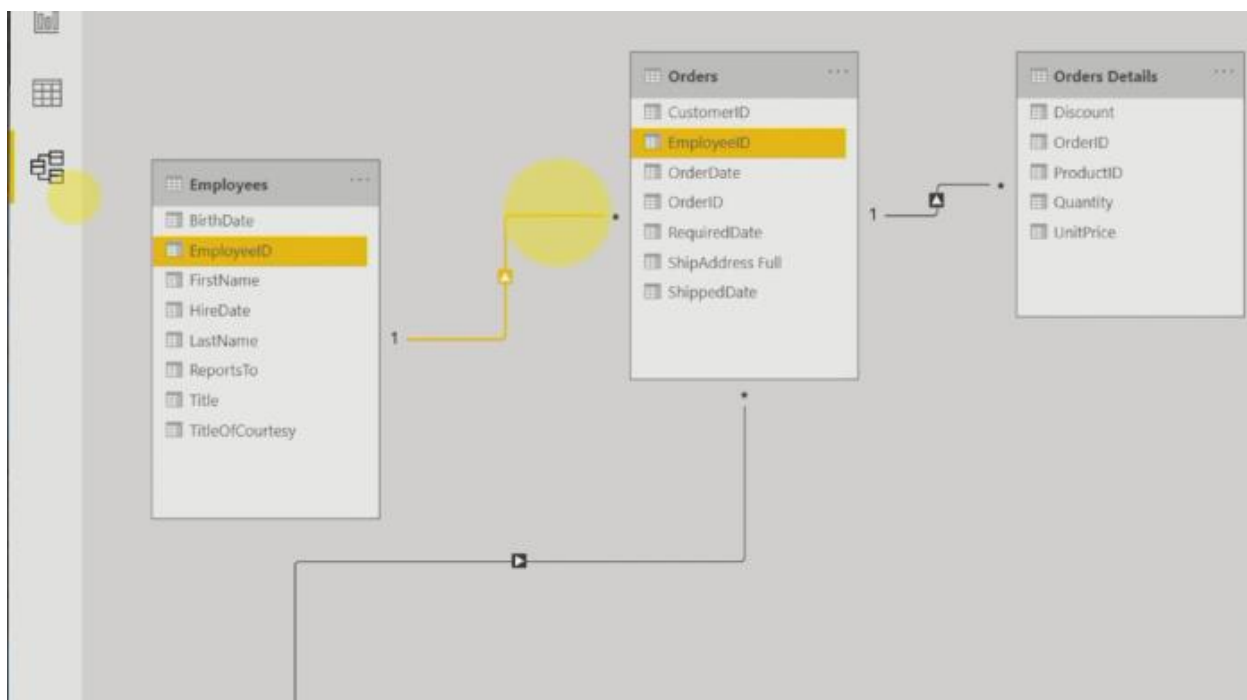 Employees
BirthDate
EmployeeID
FirstName
HireDate
LastName
ReportsTo
Title
TitleOfCourtesy
1
Orders
CustomerID
EmployeeID
OrderDate
OrderID
RequiredDate
ShipAddress Full
ShippedDate
1
Orders Details
Discount
OrderID
ProductID
Quantity
UnitPrice